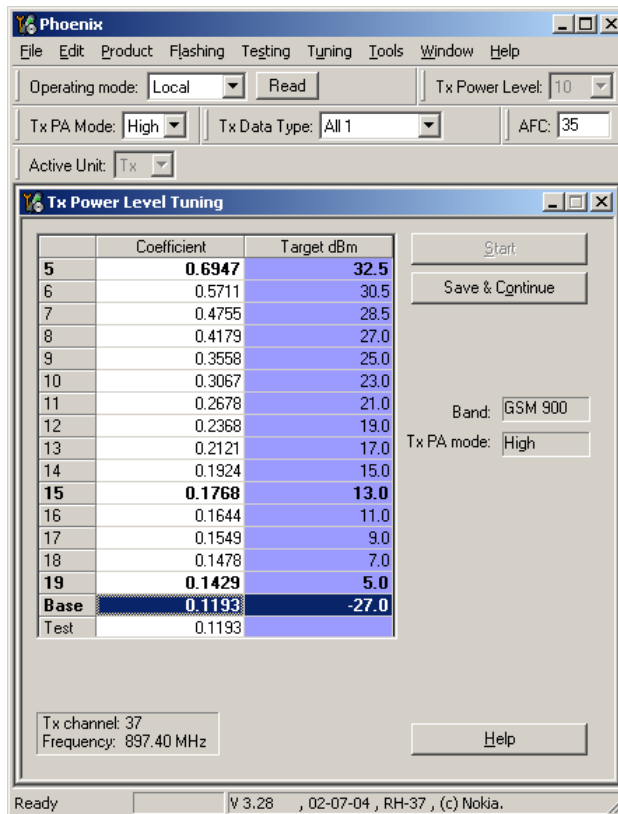 Phoenix
File Edit Product Flashing Testing Tuning Tools Window Help
Operating mode: Local Read Tx Power Level: 10
Tx PA Mode: High Tx Data Type: All 1 AFC: 35
Active Unit: Tx
Tx Power Level Tuning
Coefficient Target dBm
5 0.6947 32.5
6 0.5711 30.5
7 0.4755 28.5
8 0.4179 27.0
9 0.3558 25.0
10 0.3067 23.0
11 0.2678 21.0
12 0.2368 19.0
13 0.2121 17.0
14 0.1924 15.0
15 0.1768 13.0
16 0.1644 11.0
17 0.1549 9.0
18 0.1478 7.0
19 0.1429 5.0
Base 0.1193 -27.0
Test 0.1193
Start
Save & Continue
Band: GSM 900
Tx PA mode: High
Tx channel: 37
Frequency: 897.40 MHz
Help
Ready V 3.28 , 02-07-04 , RH-37 , (c) Nokia.